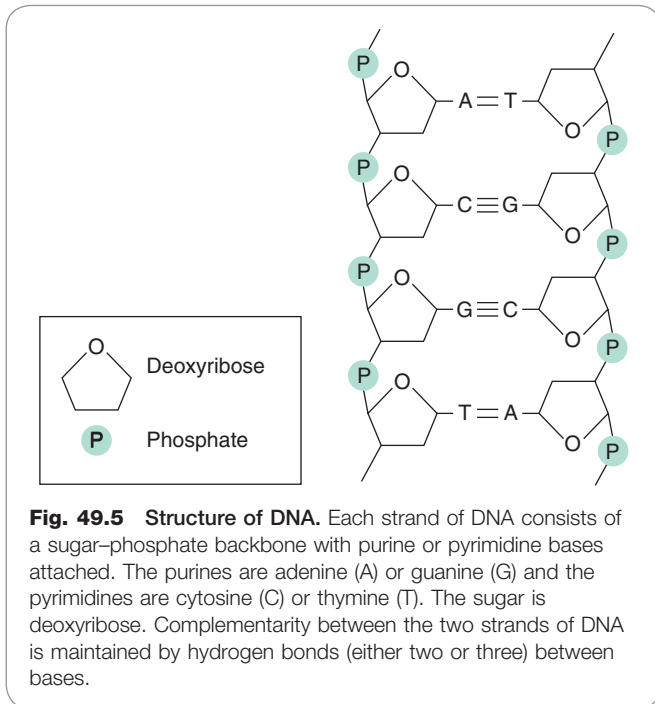 P
O
A=T
O
P
P
O
C≡G
O
P
P
O
G≡C
O
P
P
O
T=A
O
P
O
Deoxyribose
P
Phosphate
Fig. 49.5 Structure of DNA. Each strand of DNA consists of
a sugar–phosphate backbone with purine or pyrimidine bases
attached. The purines are adenine (A) or guanine (G) and the
pyrimidines are cytosine (C) or thymine (T). The sugar is
deoxyribose. Complementarity between the two strands of DNA
is maintained by hydrogen bonds (either two or three) between
bases.